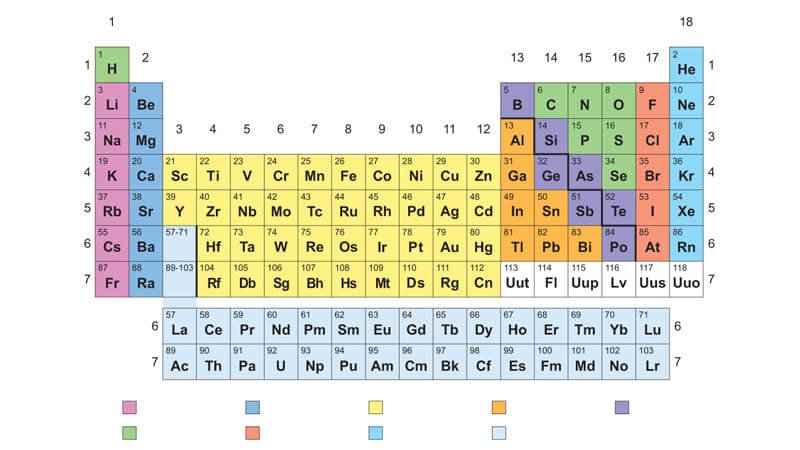 1 18
1 2 2 1
H 13 14 15 16 17 He
3 4 5 6 7 8 9 10
2 Li Be B C N O F Ne 2
11 12 3 4 5 6 7 8 9 10 11 12 13 14 15 16 17 18
3 Na Mg Al Si P S Cl Ar 3
19 20 21 22 23 24 25 26 27 28 29 30 31 32 33 34 35 36
4 K Ca Sc Ti V Cr Mn Fe Co Ni Cu Zn Ga Ge As Se Br Kr 4
37 38 39 40 41 42 43 44 45 46 47 48 49 50 51 52 53 54
5 Rb Sr Y Zr Nb Mo Tc Ru Rh Pd Ag Cd In Sn Sb Te I Xe 5
55 56 57-71 72 73 74 75 76 77 78 79 80 81 82 83 84 85 86
6 Cs Ba Hf Ta W Re Os Ir Pt Au Hg Tl Pb Bi Po At Rn 6
87 88 89-103 104 105 106 107 108 109 110 111 112 113 114 115 116 117 118
7 Fr Ra Rf Db Sg Bh Hs Mt Ds Rg Cn Uut Fl Uup Lv Uus Uuo 7
57 58 59 60 61 62 63 64 65 66 67 68 69 70 71
6 La Ce Pr Nd Pm Sm Eu Gd Tb Dy Ho Er Tm Yb Lu 6
89 90 91 92 93 94 95 96 97 98 99 100 101 102 103
7 Ac Th Pa U Np Pu Am Cm Bk Cf Es Fm Md No Lr 7